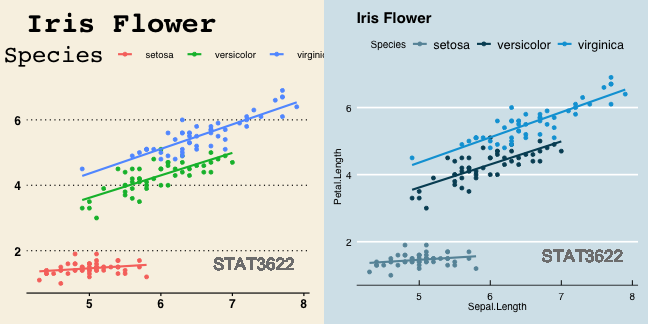 Iris Flower
Species setosa versicolor virginic
6
4
2
STAT3622
5 6 7 8
Iris Flower
Species setosa versicolor virginica
Petal.Length
6
4
2
STAT3622
5 6 7 8
Sepal.Length